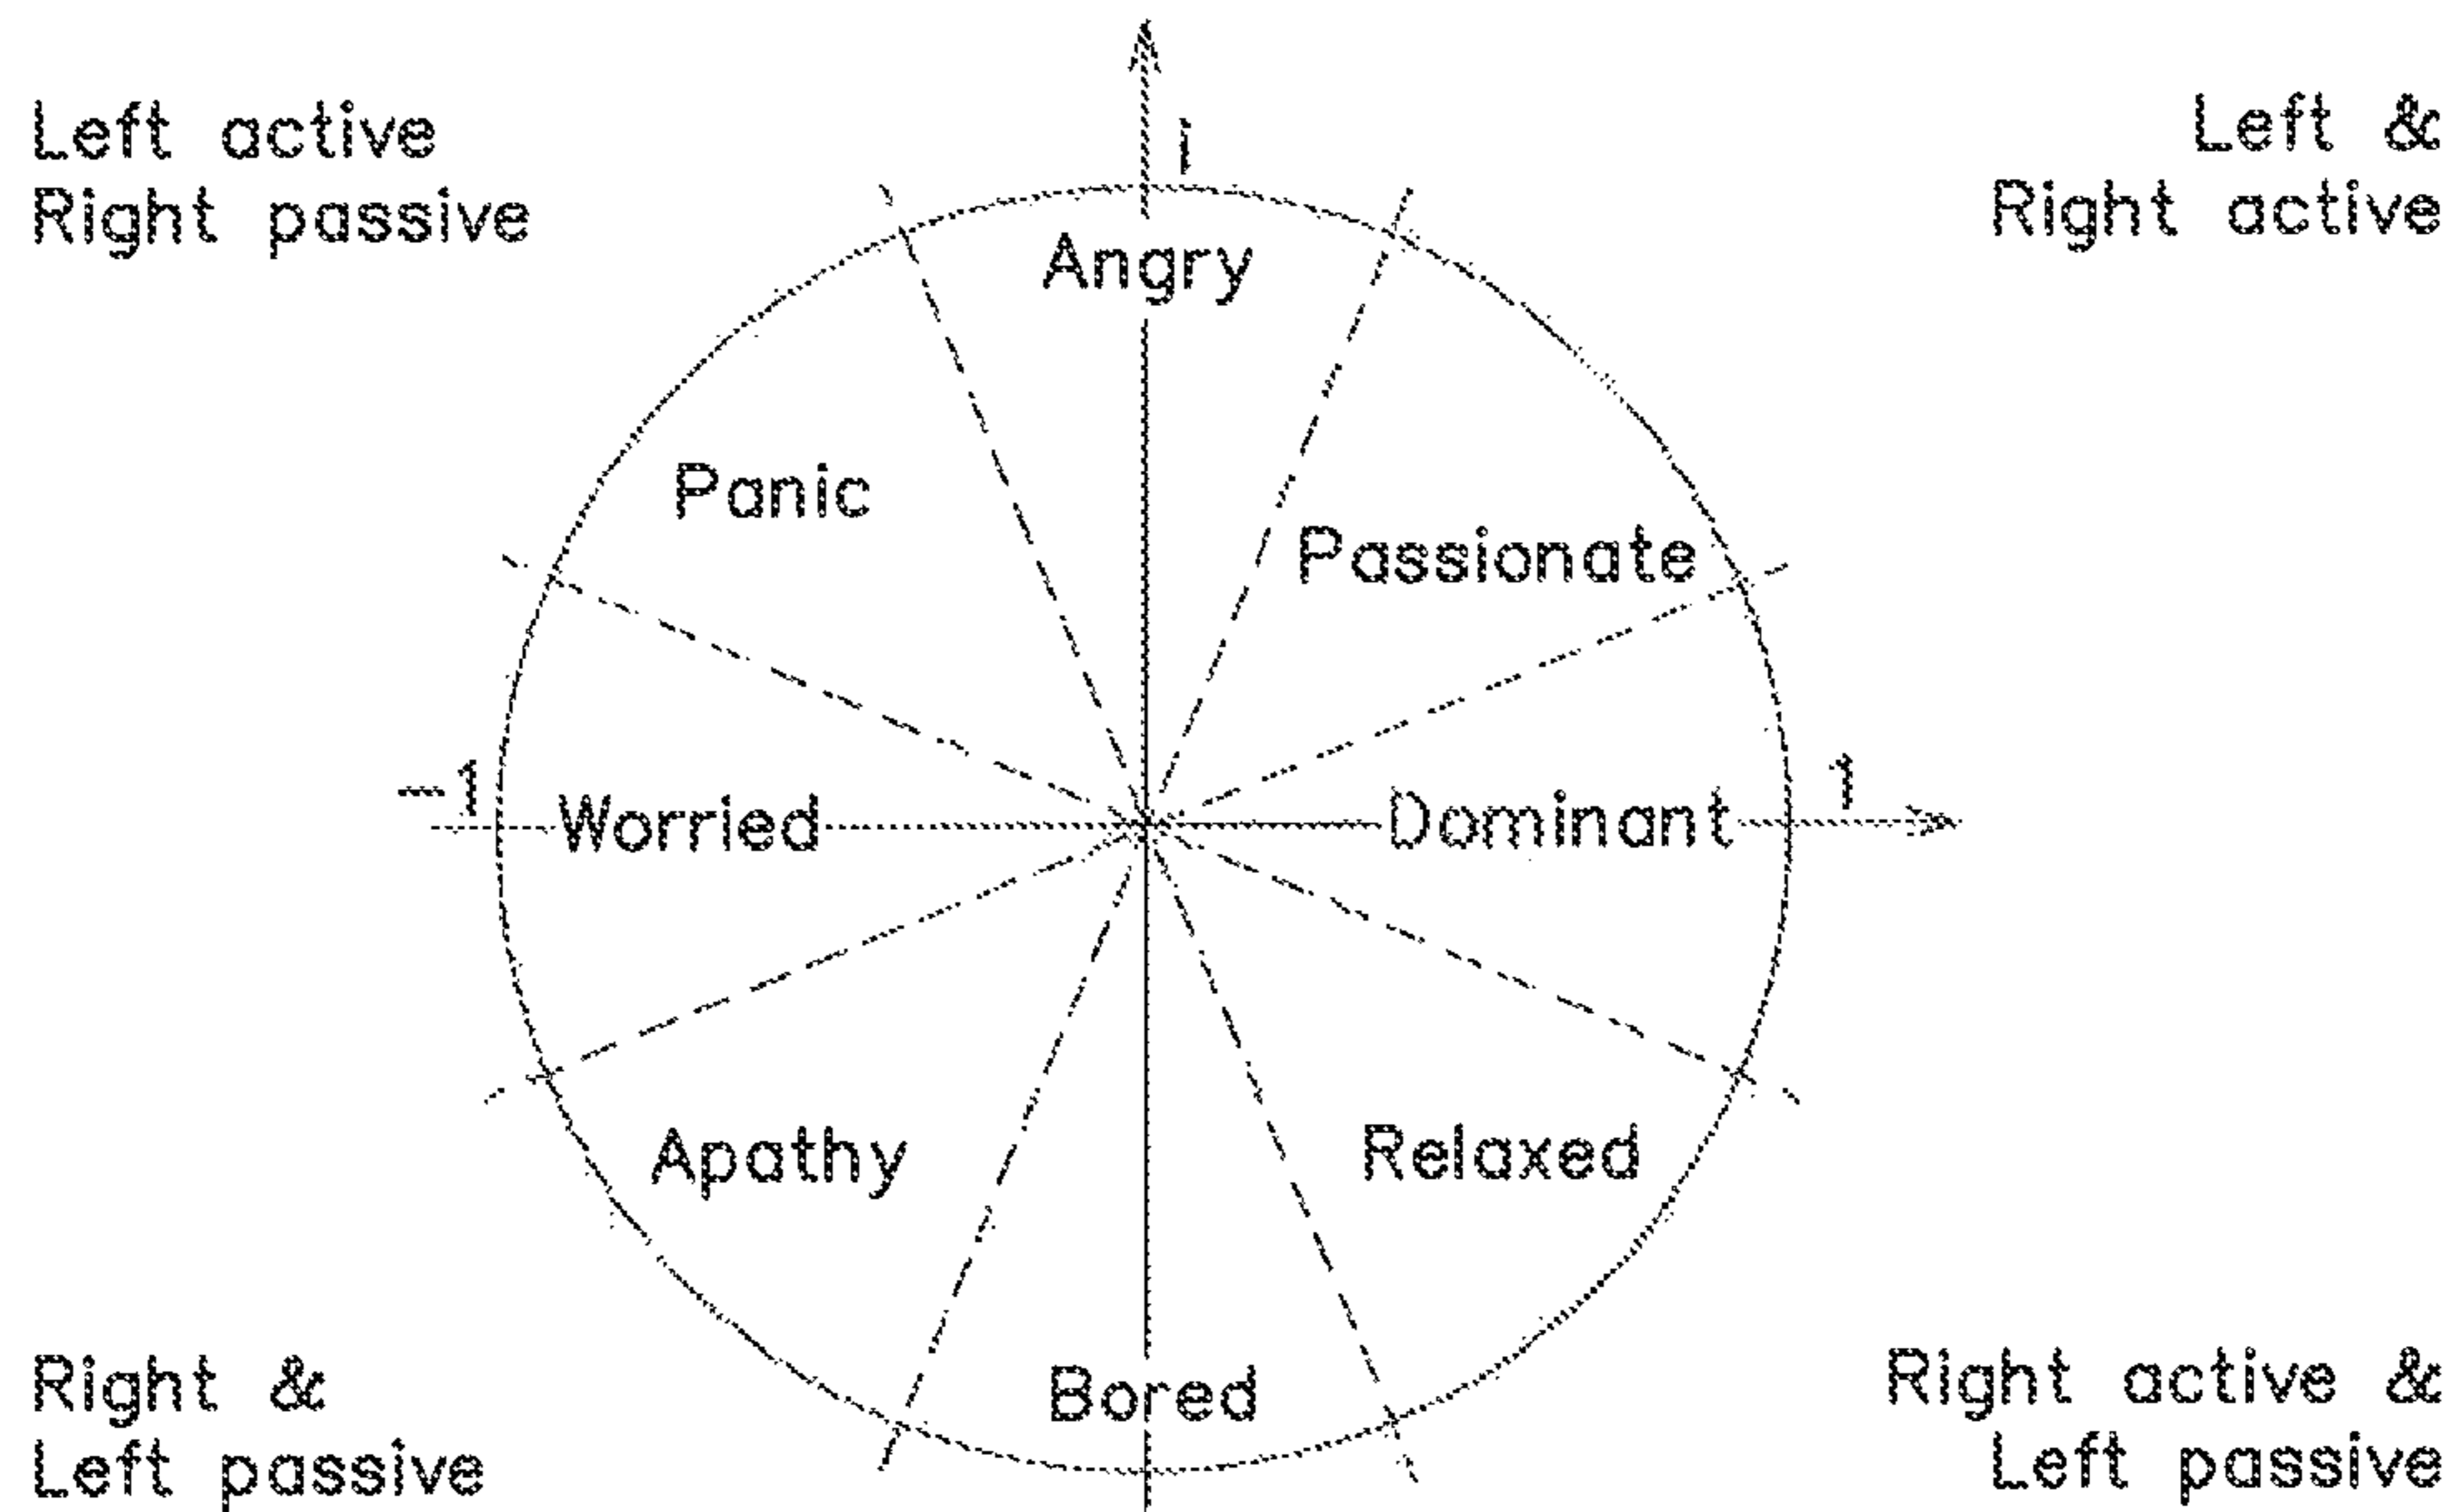 Left active
Right passive
Left &
Right active
i
Angry
Panic
Passionate
-1
Worried
Dominant
1
Apathy
Relaxed
Bored
Right &
Left passive
Right active &
Left passive